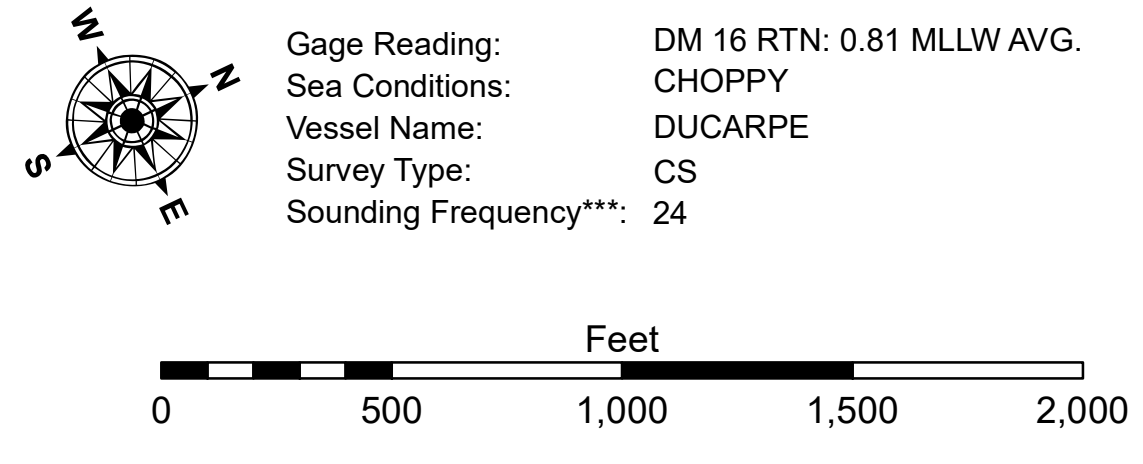 W
N
S
E
Gage Reading: DM 16 RTN: 0.81 MLLW AVG.
Sea Conditions: CHOPPY
Vessel Name: DUCARPE
Survey Type: CS
Sounding Frequency***: 24
Feet
0 500 1,000 1,500 2,000